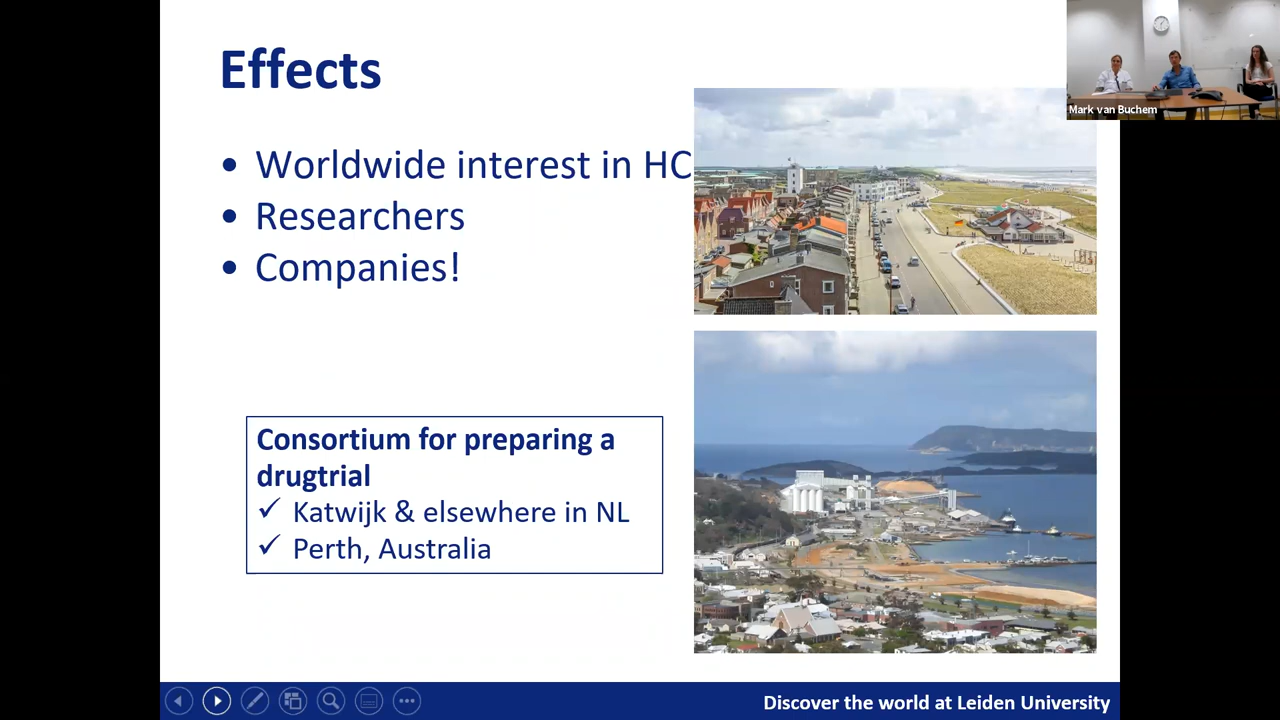 Effects
• Worldwide interest in HC
• Researchers
• Companies!
Consortium for preparing a
drugtrial
✓ Katwijk & elsewhere in NL
✓ Perth, Australia
Mark van Buchem
Discover the world at Leiden University